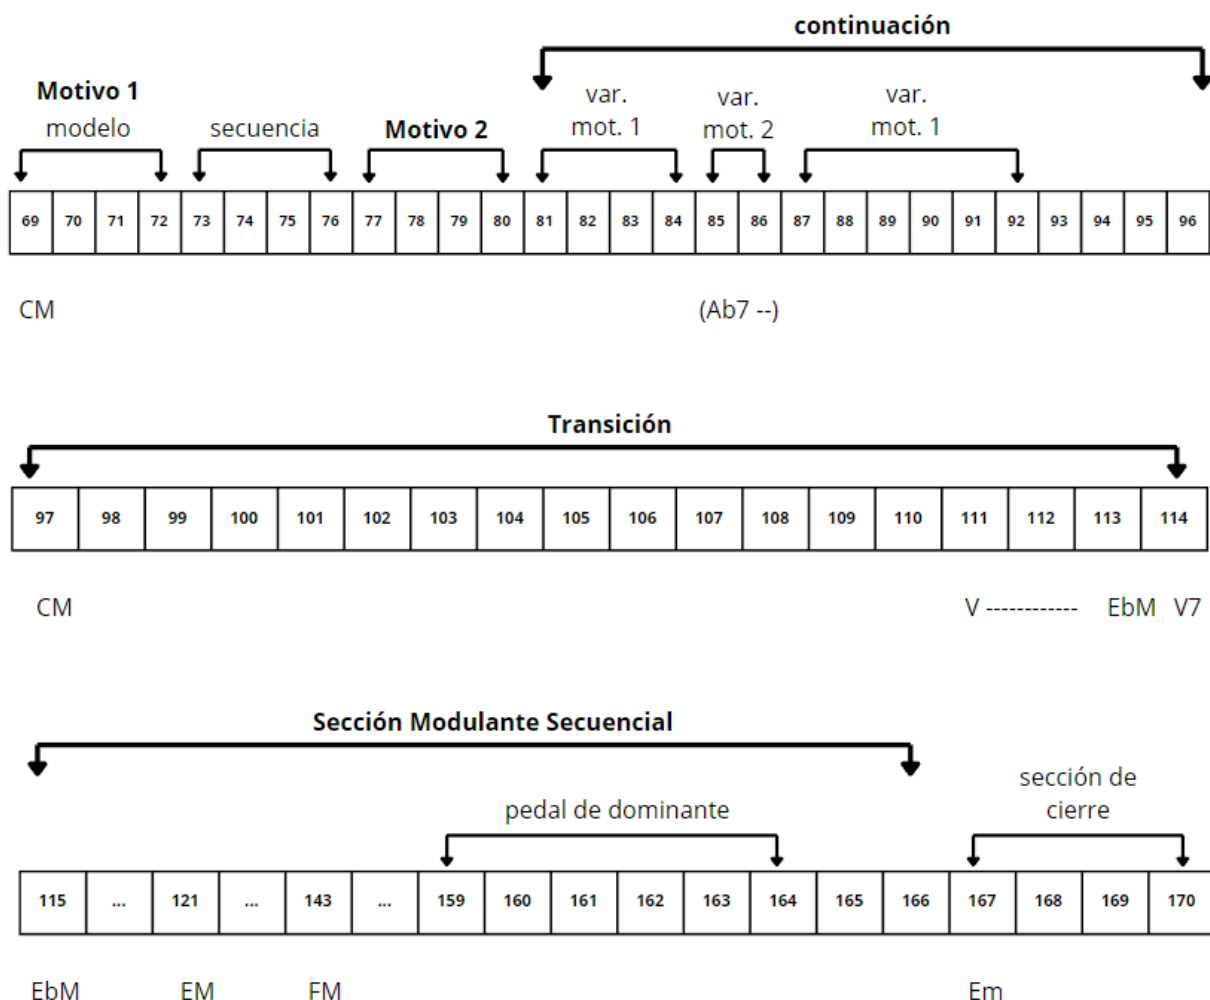 continuación
Motivo 1
modelo
secuencia
Motivo 2
var.
mot. 1
var.
mot. 2
var.
mot. 1
69 70 71 72 73 74 75 76 77 78 79 80 81 82 83 84 85 86 87 88 89 90 91 92 93 94 95 96
CM (Ab7 --)
Transición
97 98 99 100 101 102 103 104 105 106 107 108 109 110 111 112 113 114
CM V ------------ EbM V7
Sección Modulante Secuencial
pedal de dominante
sección de
cierre
115 ... 121 ... 143 ... 159 160 161 162 163 164 165 166 167 168 169 170
EbM EM FM Em